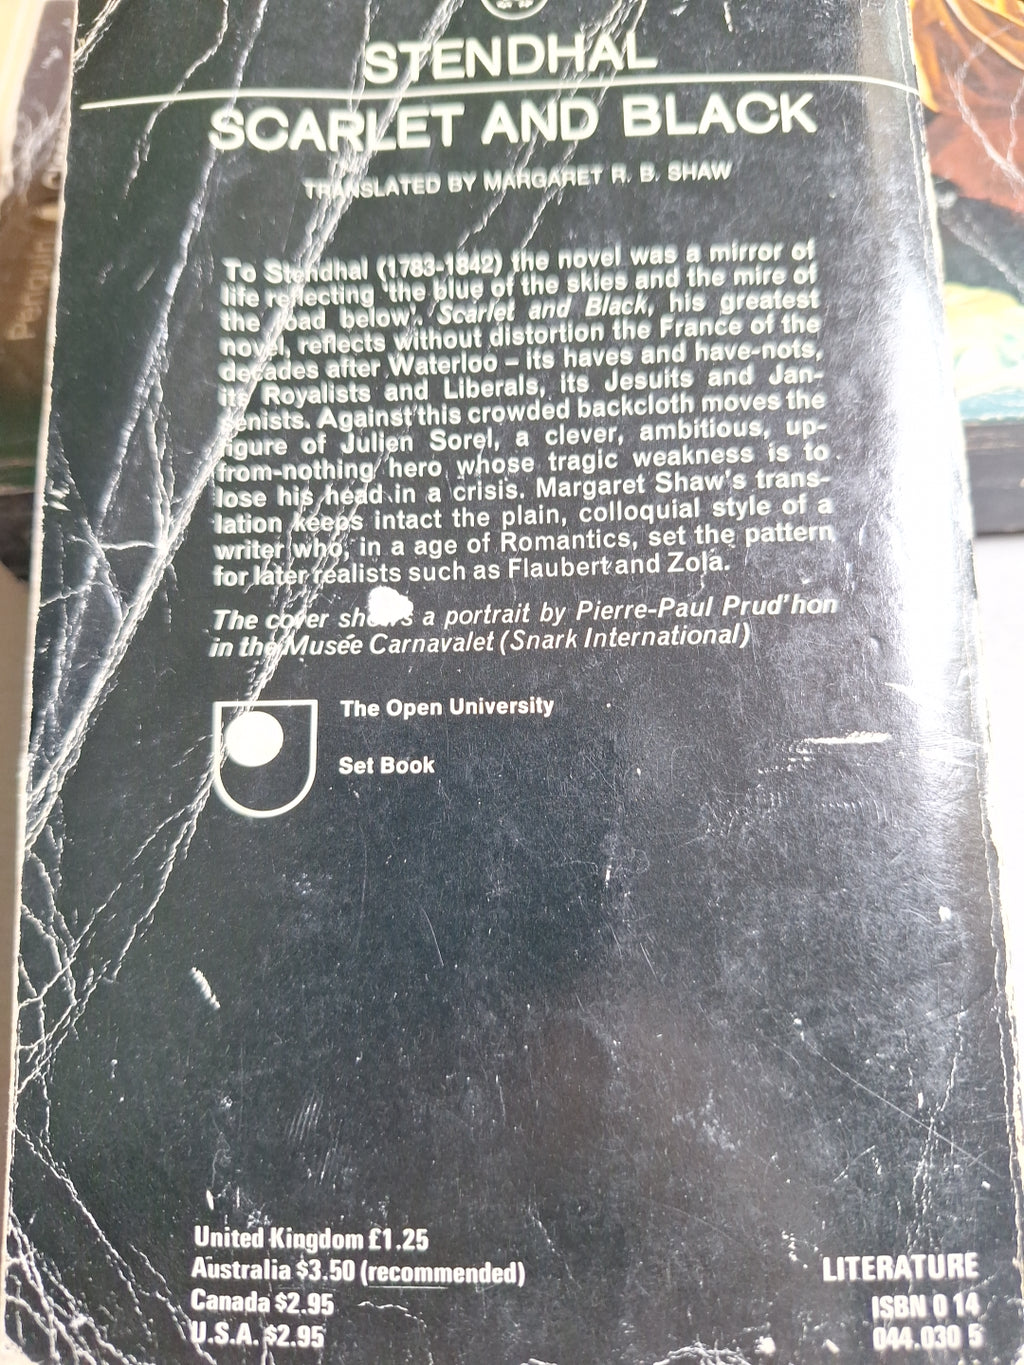 STENDHAL
SCARLET AND BLACK
TRANSLATED BY MARGARET R. B. SHAW
To Stendhal (1783-1842) the novel was a mirror of
life reflecting 'the blue of the skies and the mire of
the road below'. Scarlet and Black, his greatest
novel, reflects without distortion the France of the
decades after Waterloo – its haves and have-nots,
its Royalists and Liberals, its Jesuits and Jan-
senists. Against this crowded backcloth moves the
figure of Julien Sorel, a clever, ambitious, up-
from-nothing hero whose tragic weakness is to
lose his head in a crisis. Margaret Shaw's trans-
lation keeps intact the plain, colloquial style of a
writer who, in a age of Romantics, set the pattern
for later realists such as Flaubert and Zola.
The cover shows a portrait by Pierre-Paul Prud'hon
in the Musée Carnavalet (Snark International)
The Open University
Set Book
United Kingdom £1.25
Australia $3.50 (recommended)
Canada $2.95
U.S.A. $2.95
LITERATURE
ISBN 0 14
044.030 5
Penguin